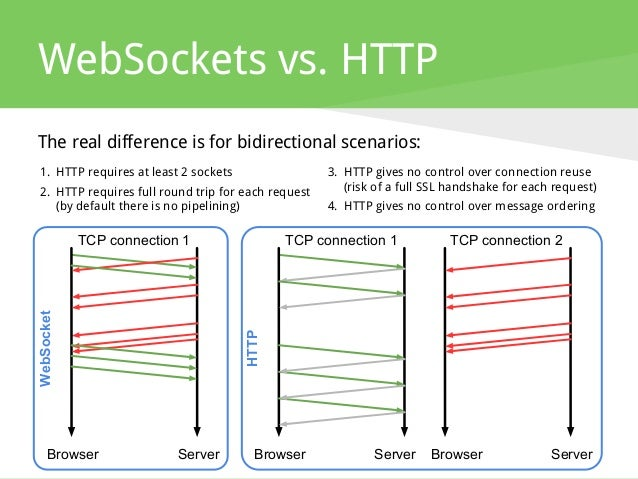 WebSockets vs. HTTP
The real difference is for bidirectional scenarios:
1. HTTP requires at least 2 sockets
2. HTTP requires full round trip for each request
(by default there is no pipelining)
3. HTTP gives no control over connection reuse
(risk of a full SSL handshake for each request)
4. HTTP gives no control over message ordering
TCP connection 1
WebSocket
Browser
Server
TCP connection 1
TCP connection 2
HTTP
Browser
Server
Browser
Server